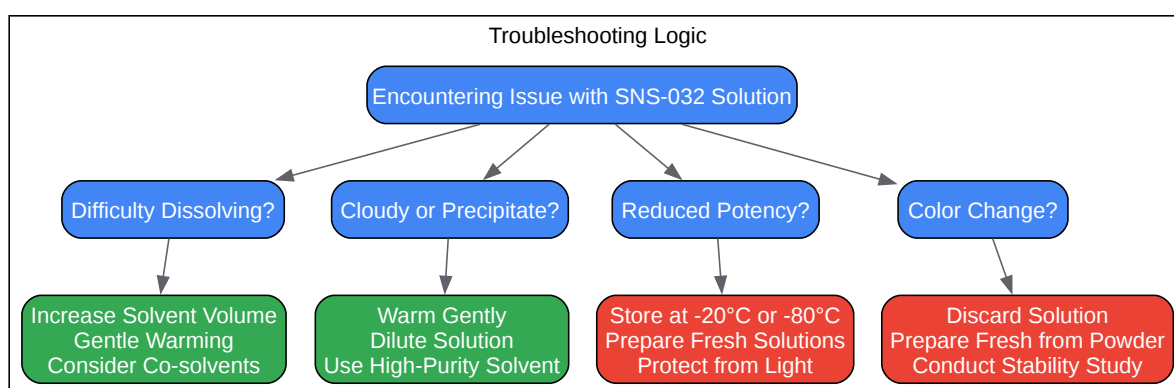 Troubleshooting Logic
Encountering Issue with SNS-032 Solution
Difficulty Dissolving?
Cloudy or Precipitate?
Reduced Potency?
Color Change?
Increase Solvent Volume
Gentle Warming
Consider Co-solvents
Warm Gently
Dilute Solution
Use High-Purity Solvent
Store at -20°C or -80°C
Prepare Fresh Solutions
Protect from Light
Discard Solution
Prepare Fresh from Powder
Conduct Stability Study